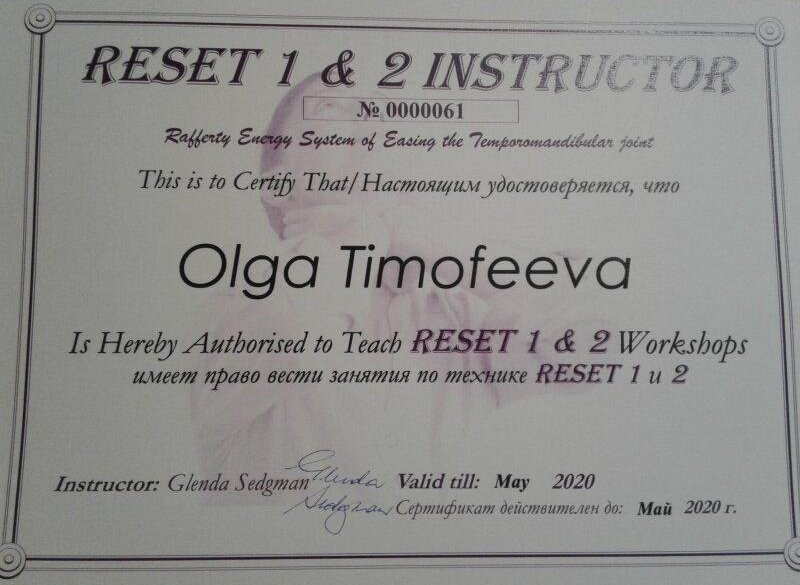 RESET 1 & 2 INSTRUCTOR
№ 0000061
Rafferty Energy System of Easing the Temporomandibular joint
This is to Certify That/Настоящим удостоверяется, что
Olga Timofeeva
Is Hereby Authorised to Teach RESET 1 & 2 Workshops
имеет право вести занятия по технике RESET 1 и 2
Instructor: Glenda Sedgman Glenda Sedgman Valid till: May 2020
Сертификат действителен до: Май 2020 г.